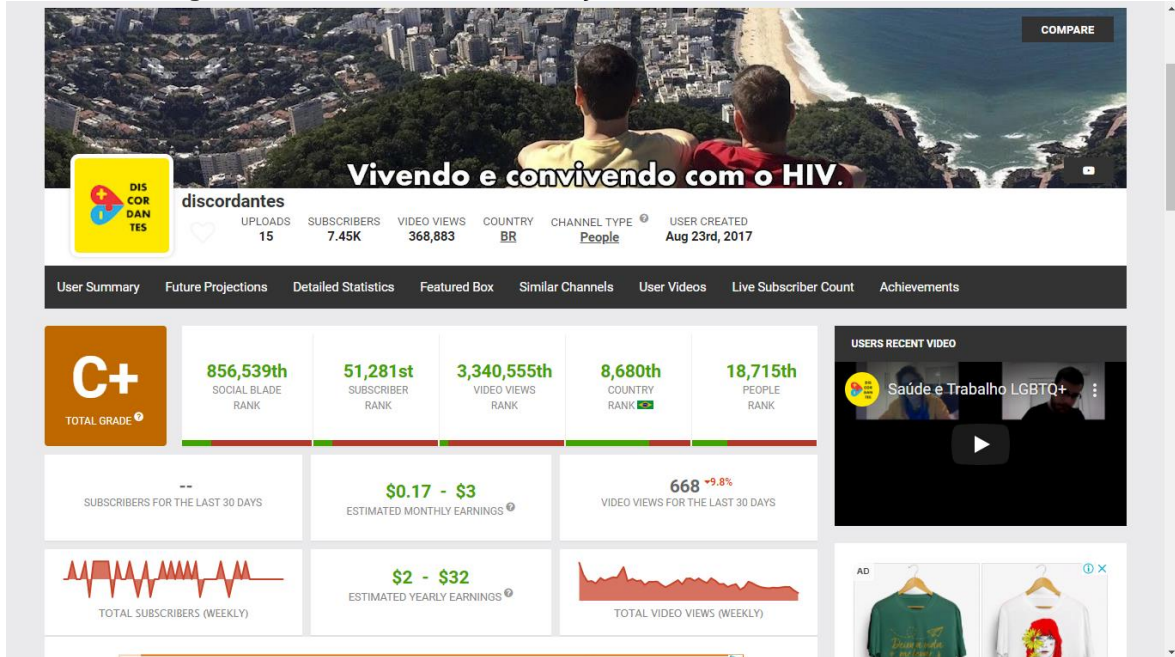 COMPARE
Vivendo e convivendo com o HIV.
DIS
COR
DAN
TES
discordantes
UPLOADS SUBSCRIBERS VIDEO VIEWS COUNTRY CHANNEL TYPE ? USER CREATED
15 7.45K 368,883 BR People Aug 23rd, 2017
User Summary Future Projections Detailed Statistics Featured Box Similar Channels User Videos Live Subscriber Count Achievements
C+
TOTAL GRADE ?
856,539th
SOCIAL BLADE
RANK
51,281st
SUBSCRIBER
RANK
3,340,555th
VIDEO VIEWS
RANK
8,680th
COUNTRY
RANK
18,715th
PEOPLE
RANK
USERS RECENT VIDEO
Saúde e Trabalho LGBTQ+
--
SUBSCRIBERS FOR THE LAST 30 DAYS
$0.17 - $3
ESTIMATED MONTHLY EARNINGS ?
668 9.8%
VIDEO VIEWS FOR THE LAST 30 DAYS
TOTAL SUBSCRIBERS (WEEKLY)
$2 - $32
ESTIMATED YEARLY EARNINGS ?
TOTAL VIDEO VIEWS (WEEKLY)
AD